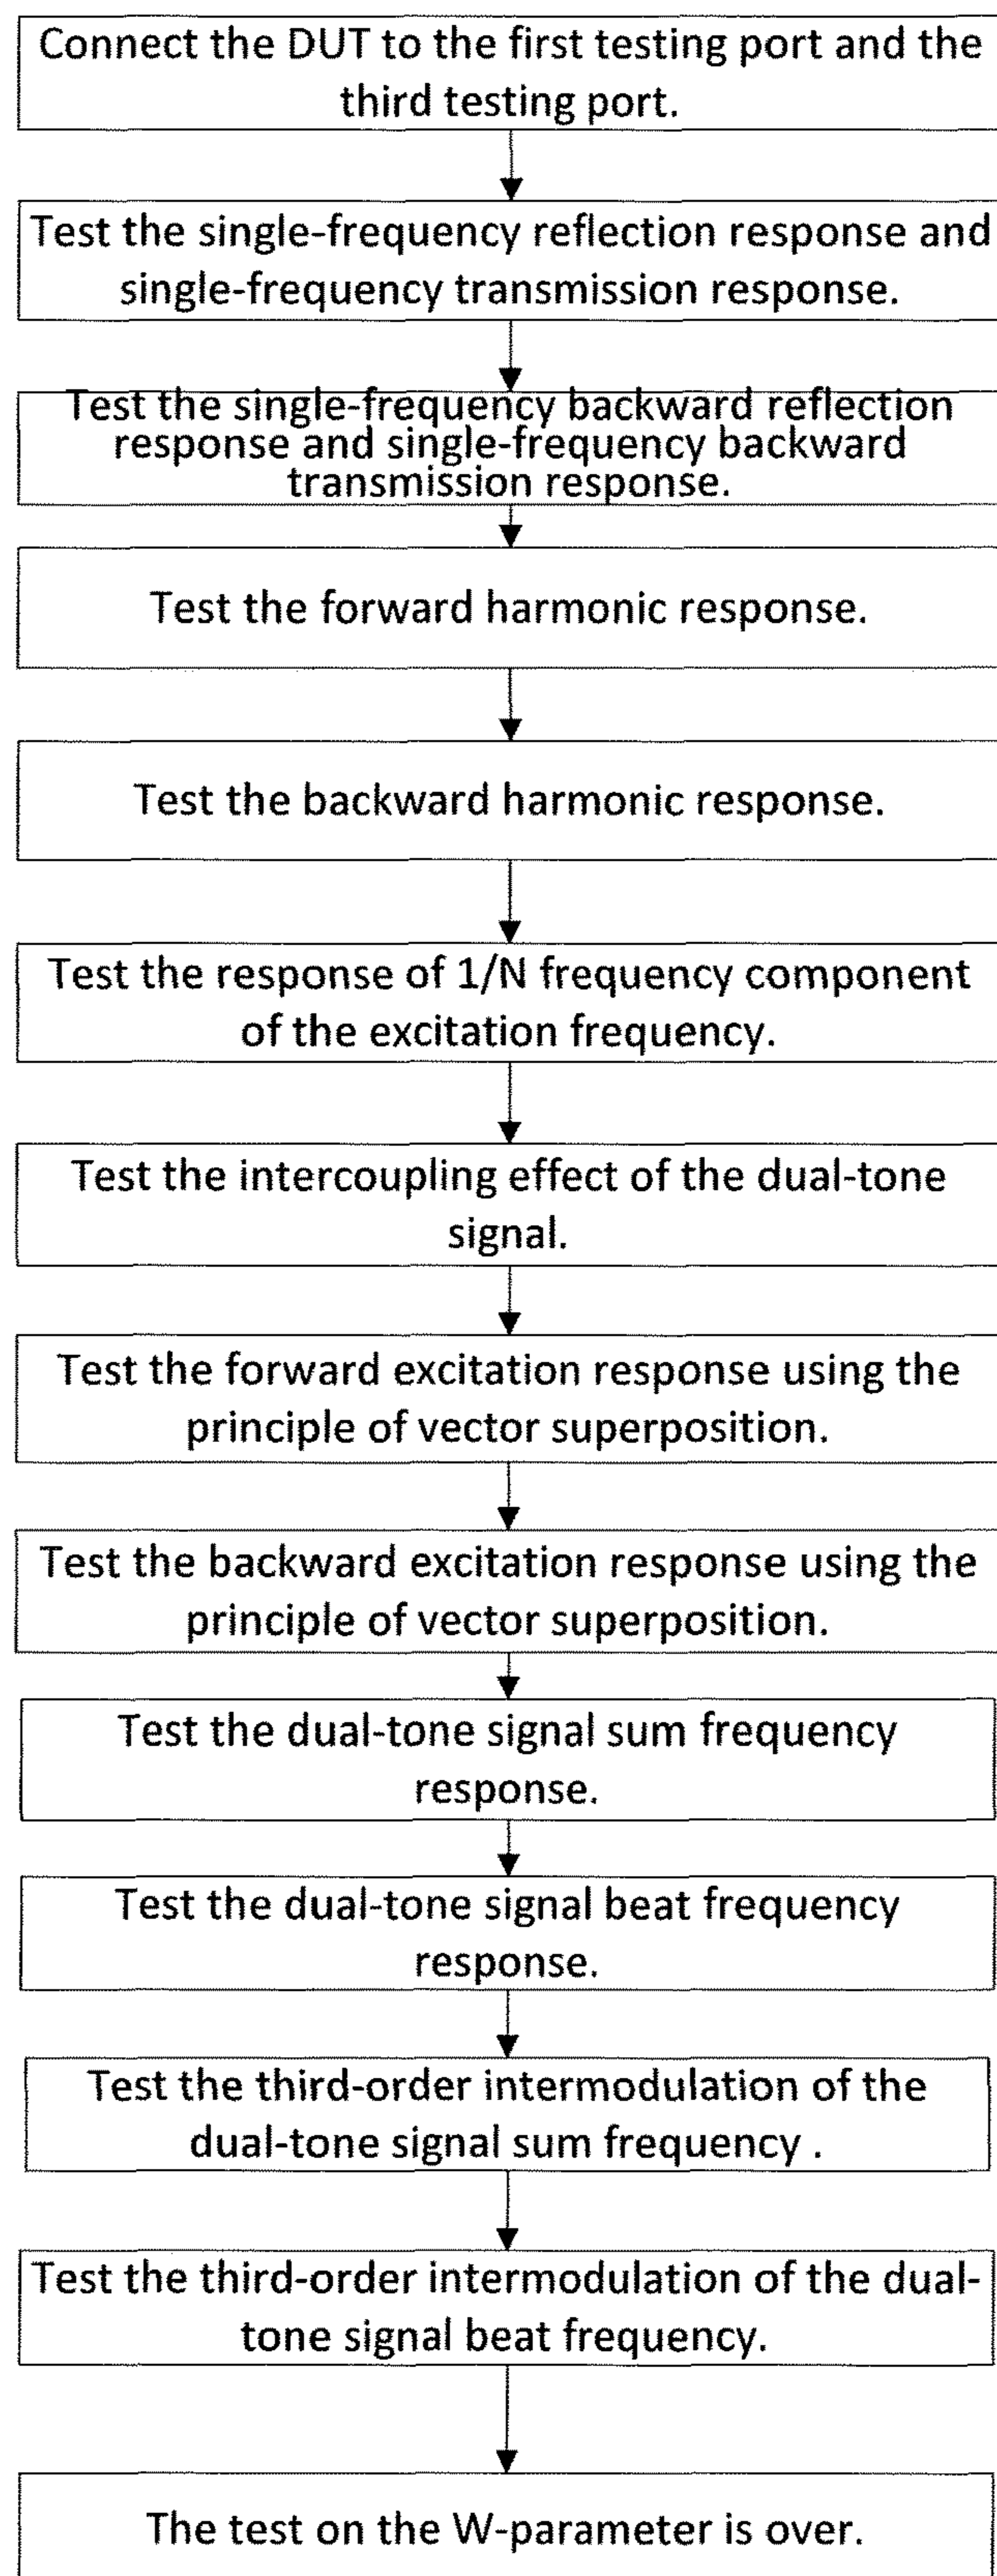 Connect the DUT to the first testing port and the
third testing port.
Test the single-frequency reflection response and
single-frequency transmission response.
Test the single-frequency backward reflection
response and single-frequency backward
transmission response.
Test the forward harmonic response.
Test the backward harmonic response.
Test the response of 1/N frequency component
of the excitation frequency.
Test the intercoupling effect of the dual-tone
signal.
Test the forward excitation response using the
principle of vector superposition.
Test the backward excitation response using the
principle of vector superposition.
Test the dual-tone signal sum frequency
response.
Test the dual-tone signal beat frequency
response.
Test the third-order intermodulation of the
dual-tone signal sum frequency .
Test the third-order intermodulation of the dual-
tone signal beat frequency.
The test on the W-parameter is over.